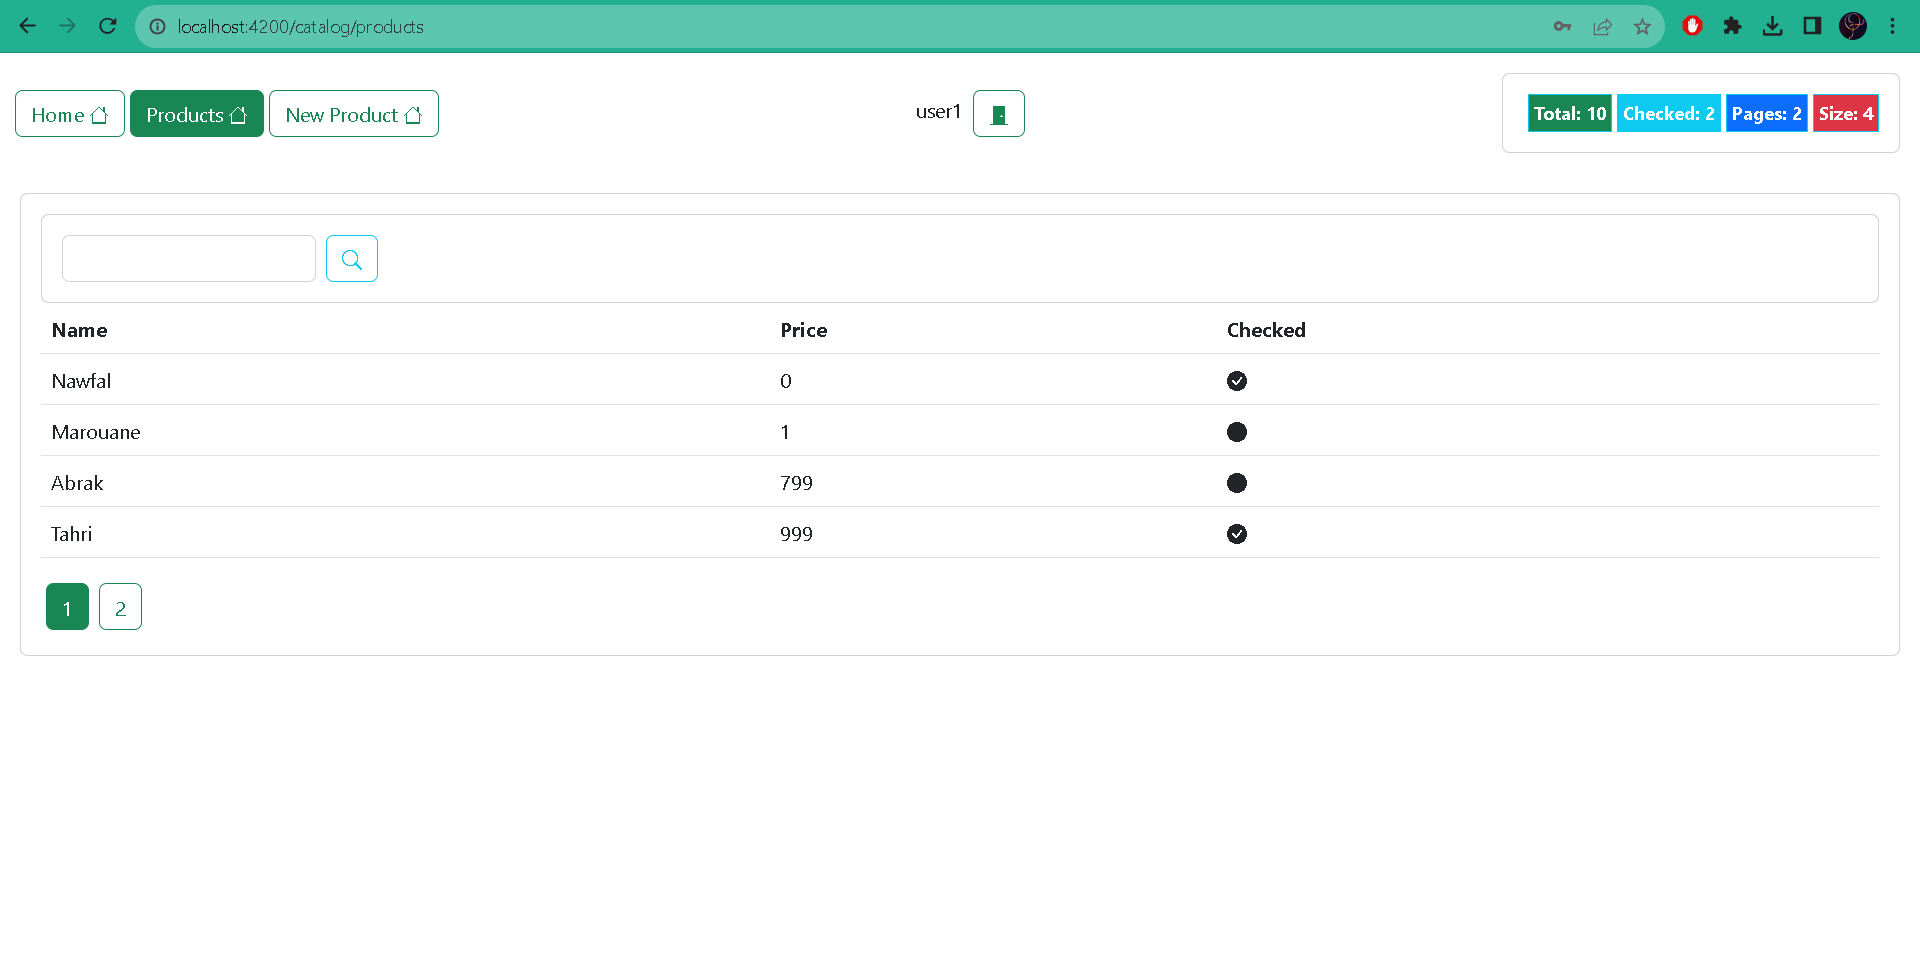 localhost:4200/catalog/products
Home Products New Product user1 Total: 10 Checked: 2 Pages: 2 Size: 4
Name Price Checked
Nawfal 0
Marouane 1
Abrak 799
Tahri 999
1 2